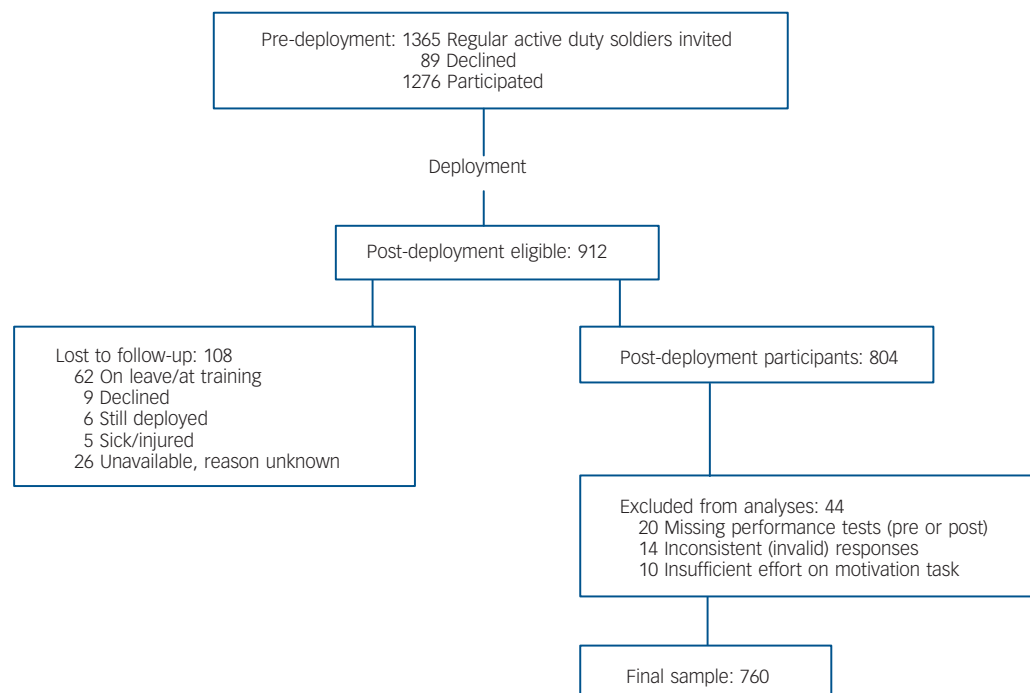 Pre-deployment: 1365 Regular active duty soldiers invited
89 Declined
1276 Participated
Deployment
Post-deployment eligible: 912
Lost to follow-up: 108
62 On leave/at training
9 Declined
6 Still deployed
5 Sick/injured
26 Unavailable, reason unknown
Post-deployment participants: 804
Excluded from analyses: 44
20 Missing performance tests (pre or post)
14 Inconsistent (invalid) responses
10 Insufficient effort on motivation task
Final sample: 760